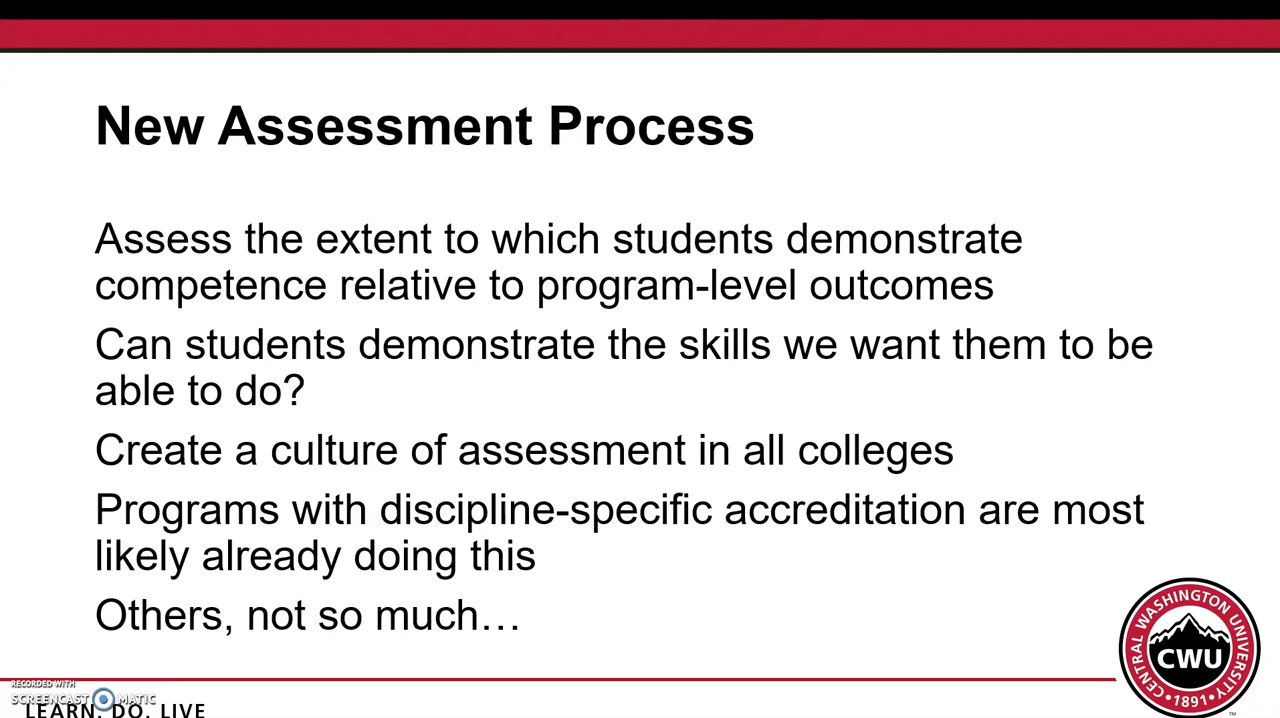 New Assessment Process
Assess the extent to which students demonstrate
competence relative to program-level outcomes
Can students demonstrate the skills we want them to be
able to do?
Create a culture of assessment in all colleges
Programs with discipline-specific accreditation are most
likely already doing this
Others, not so much…
CENTRAL WASHINGTON UNIVERSITY
CWU
• 1891 •
™
RECORDED WITH
SCREENCAST MATIC
LEARN. DO. LIVE